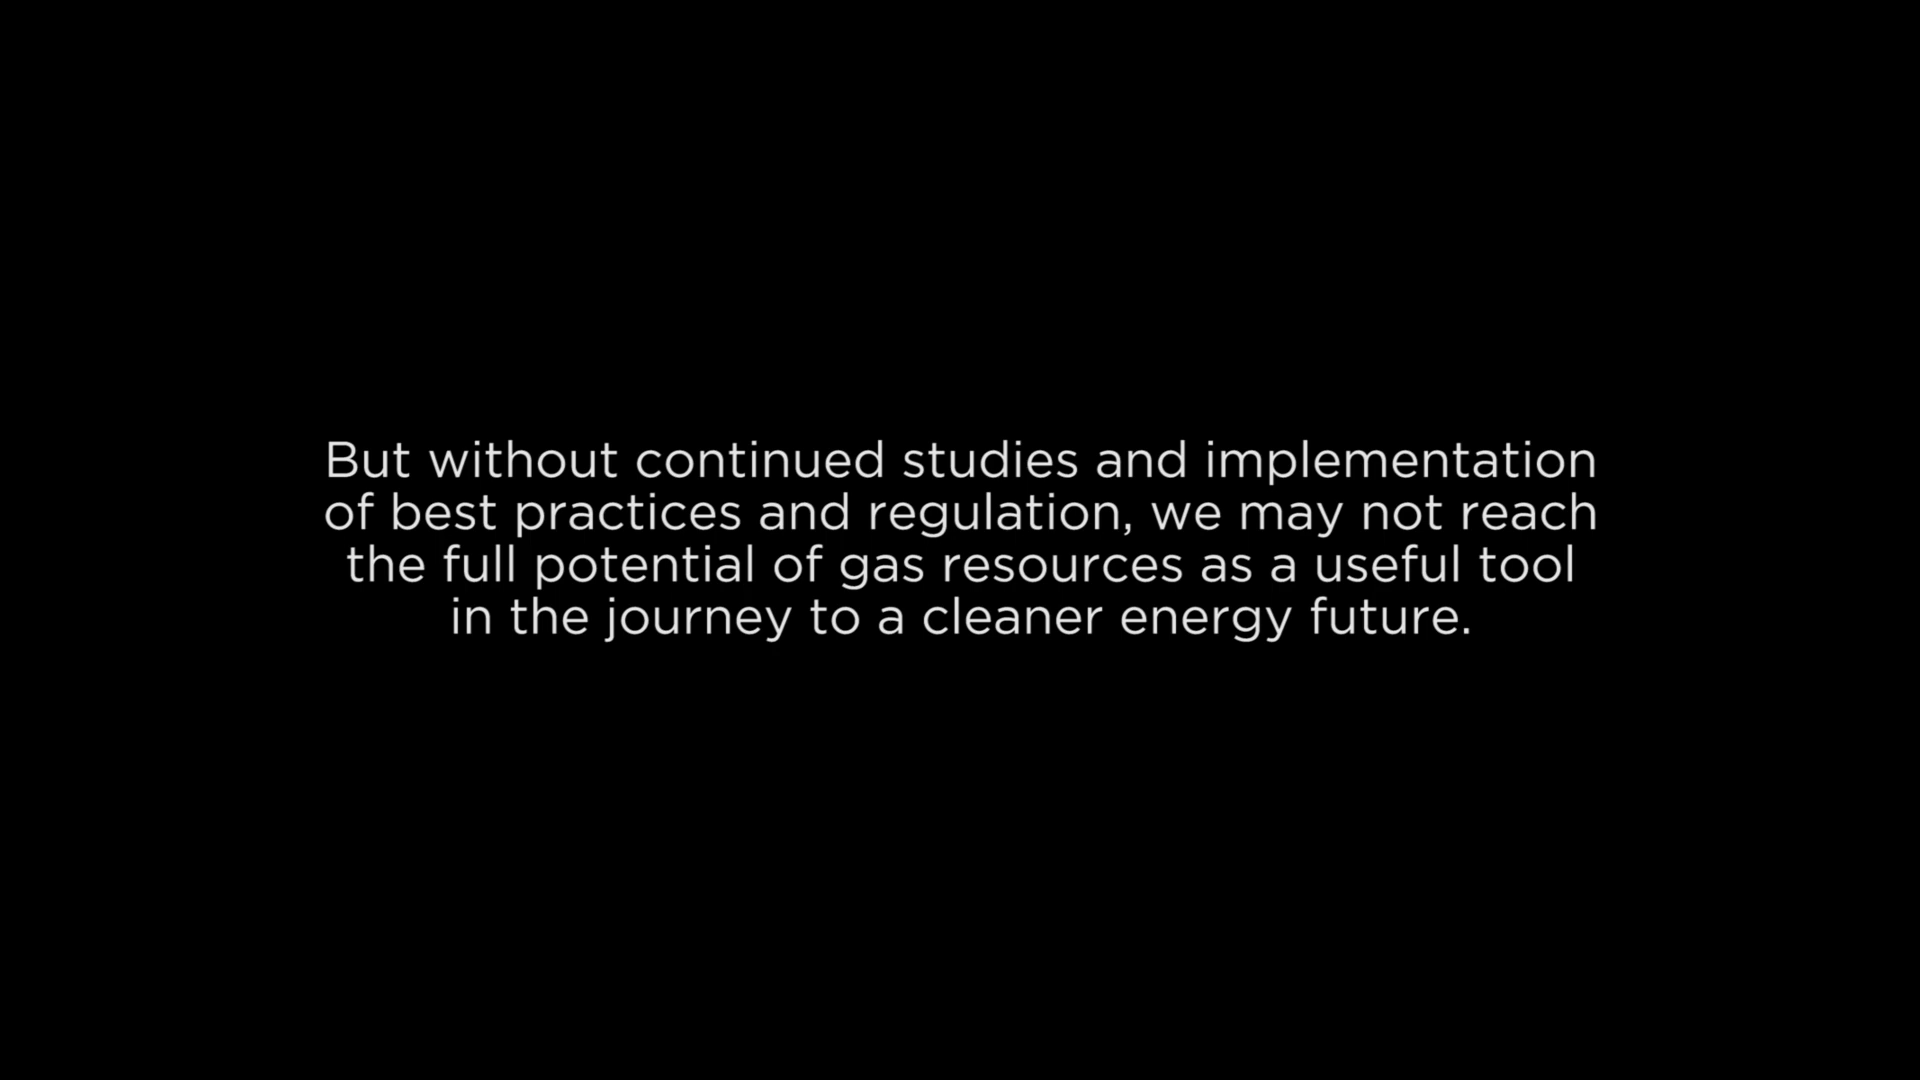 But without continued studies and implementation
of best practices and regulation, we may not reach
the full potential of gas resources as a useful tool
in the journey to a cleaner energy future.